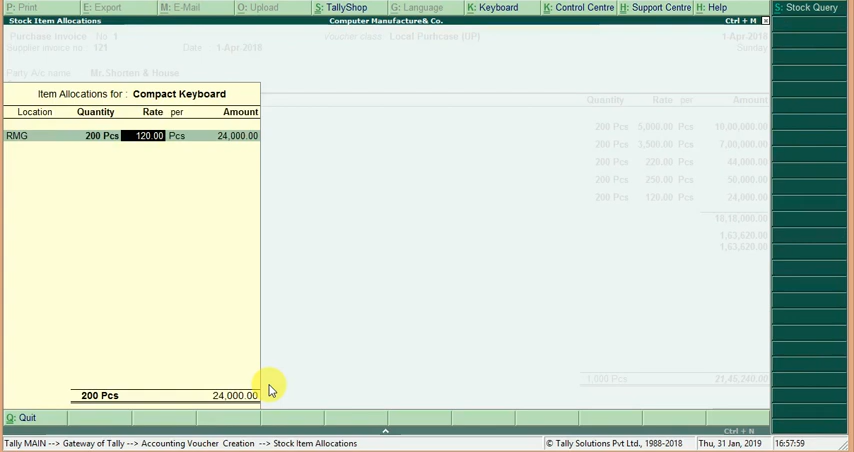 P: Print E: Export M: E-Mail O: Upload S: TallyShop G: Language K: Keyboard K: Control Centre H: Support Centre H: Help S: Stock Query
Stock Item Allocations Computer Manufacture& Co. Ctrl + M
Purchase Invoice No. 1 Voucher class: Local Purhcase (UP) 1-Apr-2018
Supplier invoice no. 121 Date 1-Apr-2018 Sunday
Party A/c name Ms.Shorten & House
Item Allocations for : Compact Keyboard
Location Quantity Rate per Amount
Quantity Rate per Amount
RMG 200 Pcs 120.00 Pcs 24,000.00
200 Pcs 5,000.00 Pcs 10,00,000.00
200 Pcs 3,500.00 Pcs 7,00,000.00
200 Pcs 220.00 Pcs 44,000.00
200 Pcs 250.00 Pcs 50,000.00
200 Pcs 120.00 Pcs 24,000.00
1,63,620.00
1,63,620.00
1,000 Pcs 21,45,240.00
200 Pcs 24,000.00
Q: Quit
Ctrl + N
Tally MAIN --> Gateway of Tally --> Accounting Voucher Creation --> Stock Item Allocations © Tally Solutions Pvt Ltd., 1988-2018 Thu, 31 Jan, 2019 16:57:59